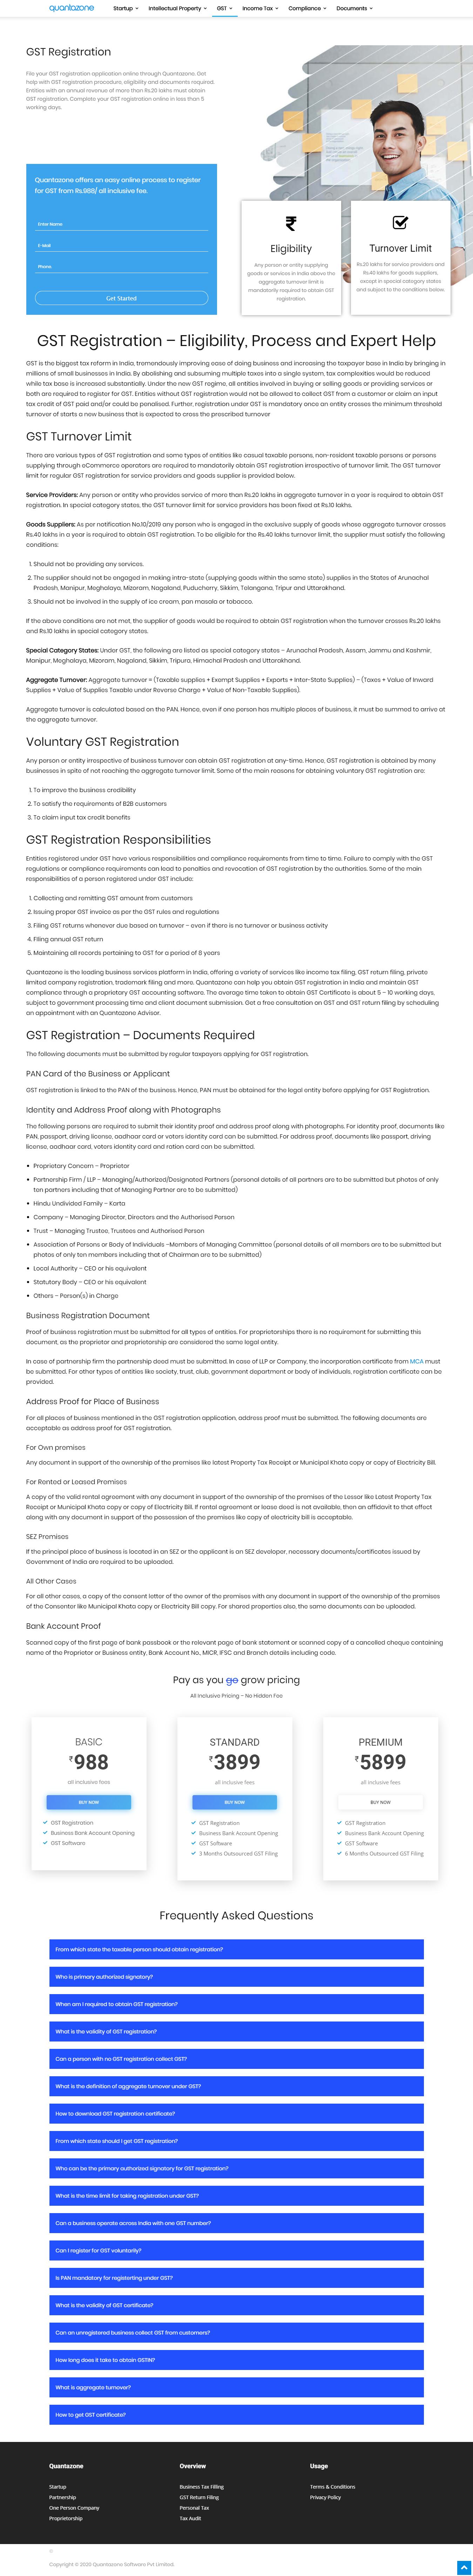 quantazone
Startup
Intellectual Property
GST
Income Tax
Compliance
Documents
GST Registration
File your GST registration application online through Quantazone. Get
help with GST registration procedure, eligibility and documents required.
Entities with an annual revenue of more than Rs.20 lakhs must obtain
GST registration. Complete your GST registration online in less than 5
working days.
Quantazone offers an easy online process to register
for GST from Rs.988/ all inclusive fee.
Enter Name
E-Mail
Phone
Get Started
Eligibility
Any person or entity supplying
goods or services in India above the
aggregate turnover limit is
mandatorily required to obtain GST
registration.
Turnover Limit
Rs.20 lakhs for service providers and
Rs.40 lakhs for goods suppliers,
except in special category states
and subject to the conditions below.
GST Registration – Eligibility, Process and Expert Help
GST is the biggest tax reform in India, tremendously improving ease of doing business and increasing the taxpayer base in India by bringing in
millions of small businesses in India. By abolishing and subsuming multiple taxes into a single system, tax complexities would be reduced
while tax base is increased substantially. Under the new GST regime, all entities involved in buying or selling goods or providing services or
both are required to register for GST. Entities without GST registration would not be allowed to collect GST from a customer or claim an input
tax credit of GST paid and/or could be penalised. Further, registration under GST is mandatory once an entity crosses the minimum threshold
turnover of starts a new business that is expected to cross the prescribed turnover
GST Turnover Limit
There are various types of GST registration and some types of entities like casual taxable persons, non-resident taxable persons or persons
supplying through eCommerce operators are required to mandatorily obtain GST registration irrespective of turnover limit. The GST turnover
limit for regular GST registration for service providers and goods supplier is provided below.
Service Providers: Any person or entity who provides service of more than Rs.20 lakhs in aggregate turnover in a year is required to obtain GST
registration. In special category states, the GST turnover limit for service providers has been fixed at Rs.10 lakhs.
Goods Suppliers: As per notification No.10/2019 any person who is engaged in the exclusive supply of goods whose aggregate turnover crosses
Rs.40 lakhs in a year is required to obtain GST registration. To be eligible for the Rs.40 lakhs turnover limit, the supplier must satisfy the following
conditions:
1. Should not be providing any services.
2. The supplier should not be engaged in making intra-state (supplying goods within the same state) supplies in the States of Arunachal
Pradesh, Manipur, Meghalaya, Mizoram, Nagaland, Puducherry, Sikkim, Telangana, Tripur and Uttarakhand.
3. Should not be involved in the supply of ice cream, pan masala or tobacco.
If the above conditions are not met, the supplier of goods would be required to obtain GST registration when the turnover crosses Rs.20 lakhs
and Rs.10 lakhs in special category states.
Special Category States: Under GST, the following are listed as special category states – Arunachal Pradesh, Assam, Jammu and Kashmir,
Manipur, Meghalaya, Mizoram, Nagaland, Sikkim, Tripura, Himachal Pradesh and Uttarakhand.
Aggregate Turnover: Aggregate turnover = (Taxable supplies + Exempt Supplies + Exports + Inter-State Supplies) – (Taxes + Value of Inward
Supplies + Value of Supplies Taxable under Reverse Charge + Value of Non-Taxable Supplies).
Aggregate turnover is calculated based on the PAN. Hence, even if one person has multiple places of business, it must be summed to arrive at
the aggregate turnover.
Voluntary GST Registration
Any person or entity irrespective of business turnover can obtain GST registration at any-time. Hence, GST registration is obtained by many
businesses in spite of not reaching the aggregate turnover limit. Some of the main reasons for obtaining voluntary GST registration are:
1. To improve the business credibility
2. To satisfy the requirements of B2B customers
3. To claim input tax credit benefits
GST Registration Responsibilities
Entities registered under GST have various responsibilities and compliance requirements from time to time. Failure to comply with the GST
regulations or compliance requirements can lead to penalties and revocation of GST registration by the authorities. Some of the main
responsibilities of a person registered under GST include:
1. Collecting and remitting GST amount from customers
2. Issuing propor GST invoice as per the GST rules and regulations
3. Filing GST returns whenever due based on turnover – even if there is no turnover or business activity
4. Filing annual GST return
5. Maintaining all records pertaining to GST for a period of 8 years
Quantazone is the leading business services platform in India, offering a variety of services like income tax filing, GST return filing, private
limited company registration, trademark filing and more. Quantazone can help you obtain GST registration in India and maintain GST
compliance through a proprietary GST accounting software. The average time taken to obtain GST Certificate is about 5 – 10 working days,
subject to government processing time and client document submission. Get a free consultation on GST and GST return filing by scheduling
an appointment with an Quantazone Advisor.
GST Registration – Documents Required
The following documents must be submitted by regular taxpayers applying for GST registration.
PAN Card of the Business or Applicant
GST registration is linked to the PAN of the business. Hence, PAN must be obtained for the legal entity before applying for GST Registration.
Identity and Address Proof along with Photographs
The following persons are required to submit their identity proof and address proof along with photographs. For identity proof, documents like
PAN, passport, driving license, aadhaar card or voters identity card can be submitted. For address proof, documents like passport, driving
license, aadhaar card, voters identity card and ration card can be submitted.
• Proprietary Concern – Proprietor
• Partnership Firm / LLP – Managing/Authorized/Designated Partners (personal details of all partners are to be submitted but photos of only
ten partners including that of Managing Partner are to be submitted)
• Hindu Undivided Family – Karta
• Company – Managing Director, Directors and the Authorised Person
• Trust – Managing Trustee, Trustees and Authorised Person
• Association of Persons or Body of Individuals –Members of Managing Committee (personal details of all members are to be submitted but
photos of only ten members including that of Chairman are to be submitted)
• Local Authority – CEO or his equivalent
• Statutory Body – CEO or his equivalent
• Others – Person(s) in Charge
Business Registration Document
Proof of business registration must be submitted for all types of entities. For proprietorships there is no requirement for submitting this
document, as the proprietor and proprietorship are considered the same legal entity.
In case of partnership firm the partnership deed must be submitted. In case of LLP or Company, the incorporation certificate from MCA must
be submitted. For other types of entities like society, trust, club, government department or body of individuals, registration certificate can be
provided.
Address Proof for Place of Business
For all places of business mentioned in the GST registration application, address proof must be submitted. The following documents are
acceptable as address proof for GST registration.
For Own premises
Any document in support of the ownership of the premises like latest Property Tax Receipt or Municipal Khata copy or copy of Electricity Bill.
For Rented or Leased Premises
A copy of the valid rental agreement with any document in support of the ownership of the premises of the Lessor like Latest Property Tax
Receipt or Municipal Khata copy or copy of Electricity Bill. If rental agreement or lease deed is not available, then an affidavit to that effect
along with any document in support of the possession of the premises like copy of electricity bill is acceptable.
SEZ Premises
If the principal place of business is located in an SEZ or the applicant is an SEZ developer, necessary documents/certificates issued by
Government of India are required to be uploaded.
All Other Cases
For all other cases, a copy of the consent letter of the owner of the premises with any document in support of the ownership of the premises
of the Consenter like Municipal Khata copy or Electricity Bill copy. For shared properties also, the same documents can be uploaded.
Bank Account Proof
Scanned copy of the first page of bank passbook or the relevant page of bank statement or scanned copy of a cancelled cheque containing
name of the Proprietor or Business entity, Bank Account No., MICR, IFSC and Branch details including code.
Pay as you go grow pricing
All Inclusive Pricing – No Hidden Fee
BASIC
₹988
all inclusive fees
BUY NOW
GST Registration
Business Bank Account Opening
GST Software
STANDARD
₹3899
all inclusive fees
BUY NOW
GST Registration
Business Bank Account Opening
GST Software
3 Months Outsourced GST Filing
PREMIUM
₹5899
all inclusive fees
BUY NOW
GST Registration
Business Bank Account Opening
GST Software
6 Months Outsourced GST Filing
Frequently Asked Questions
From which state the taxable person should obtain registration?
Who is primary authorized signatory?
When am I required to obtain GST registration?
What is the validity of GST registration?
Can a person with no GST registration collect GST?
What is the definition of aggregate turnover under GST?
How to download GST registration certificate?
From which state should I get GST registration?
Who can be the primary authorized signatory for GST registration?
What is the time limit for taking registration under GST?
Can a business operate across India with one GST number?
Can I register for GST voluntarily?
Is PAN mandatory for registerting under GST?
What is the validity of GST certificate?
Can an unregistered business collect GST from customers?
How long does it take to obtain GSTIN?
What is aggregate turnover?
How to get GST certificate?
Quantazone
Startup
Partnership
One Person Company
Proprietorship
Overview
Business Tax Filling
GST Return Filing
Personal Tax
Tax Audit
Usage
Terms & Conditions
Privacy Policy
Copyright © 2020 Quantazone Software Pvt Limited.